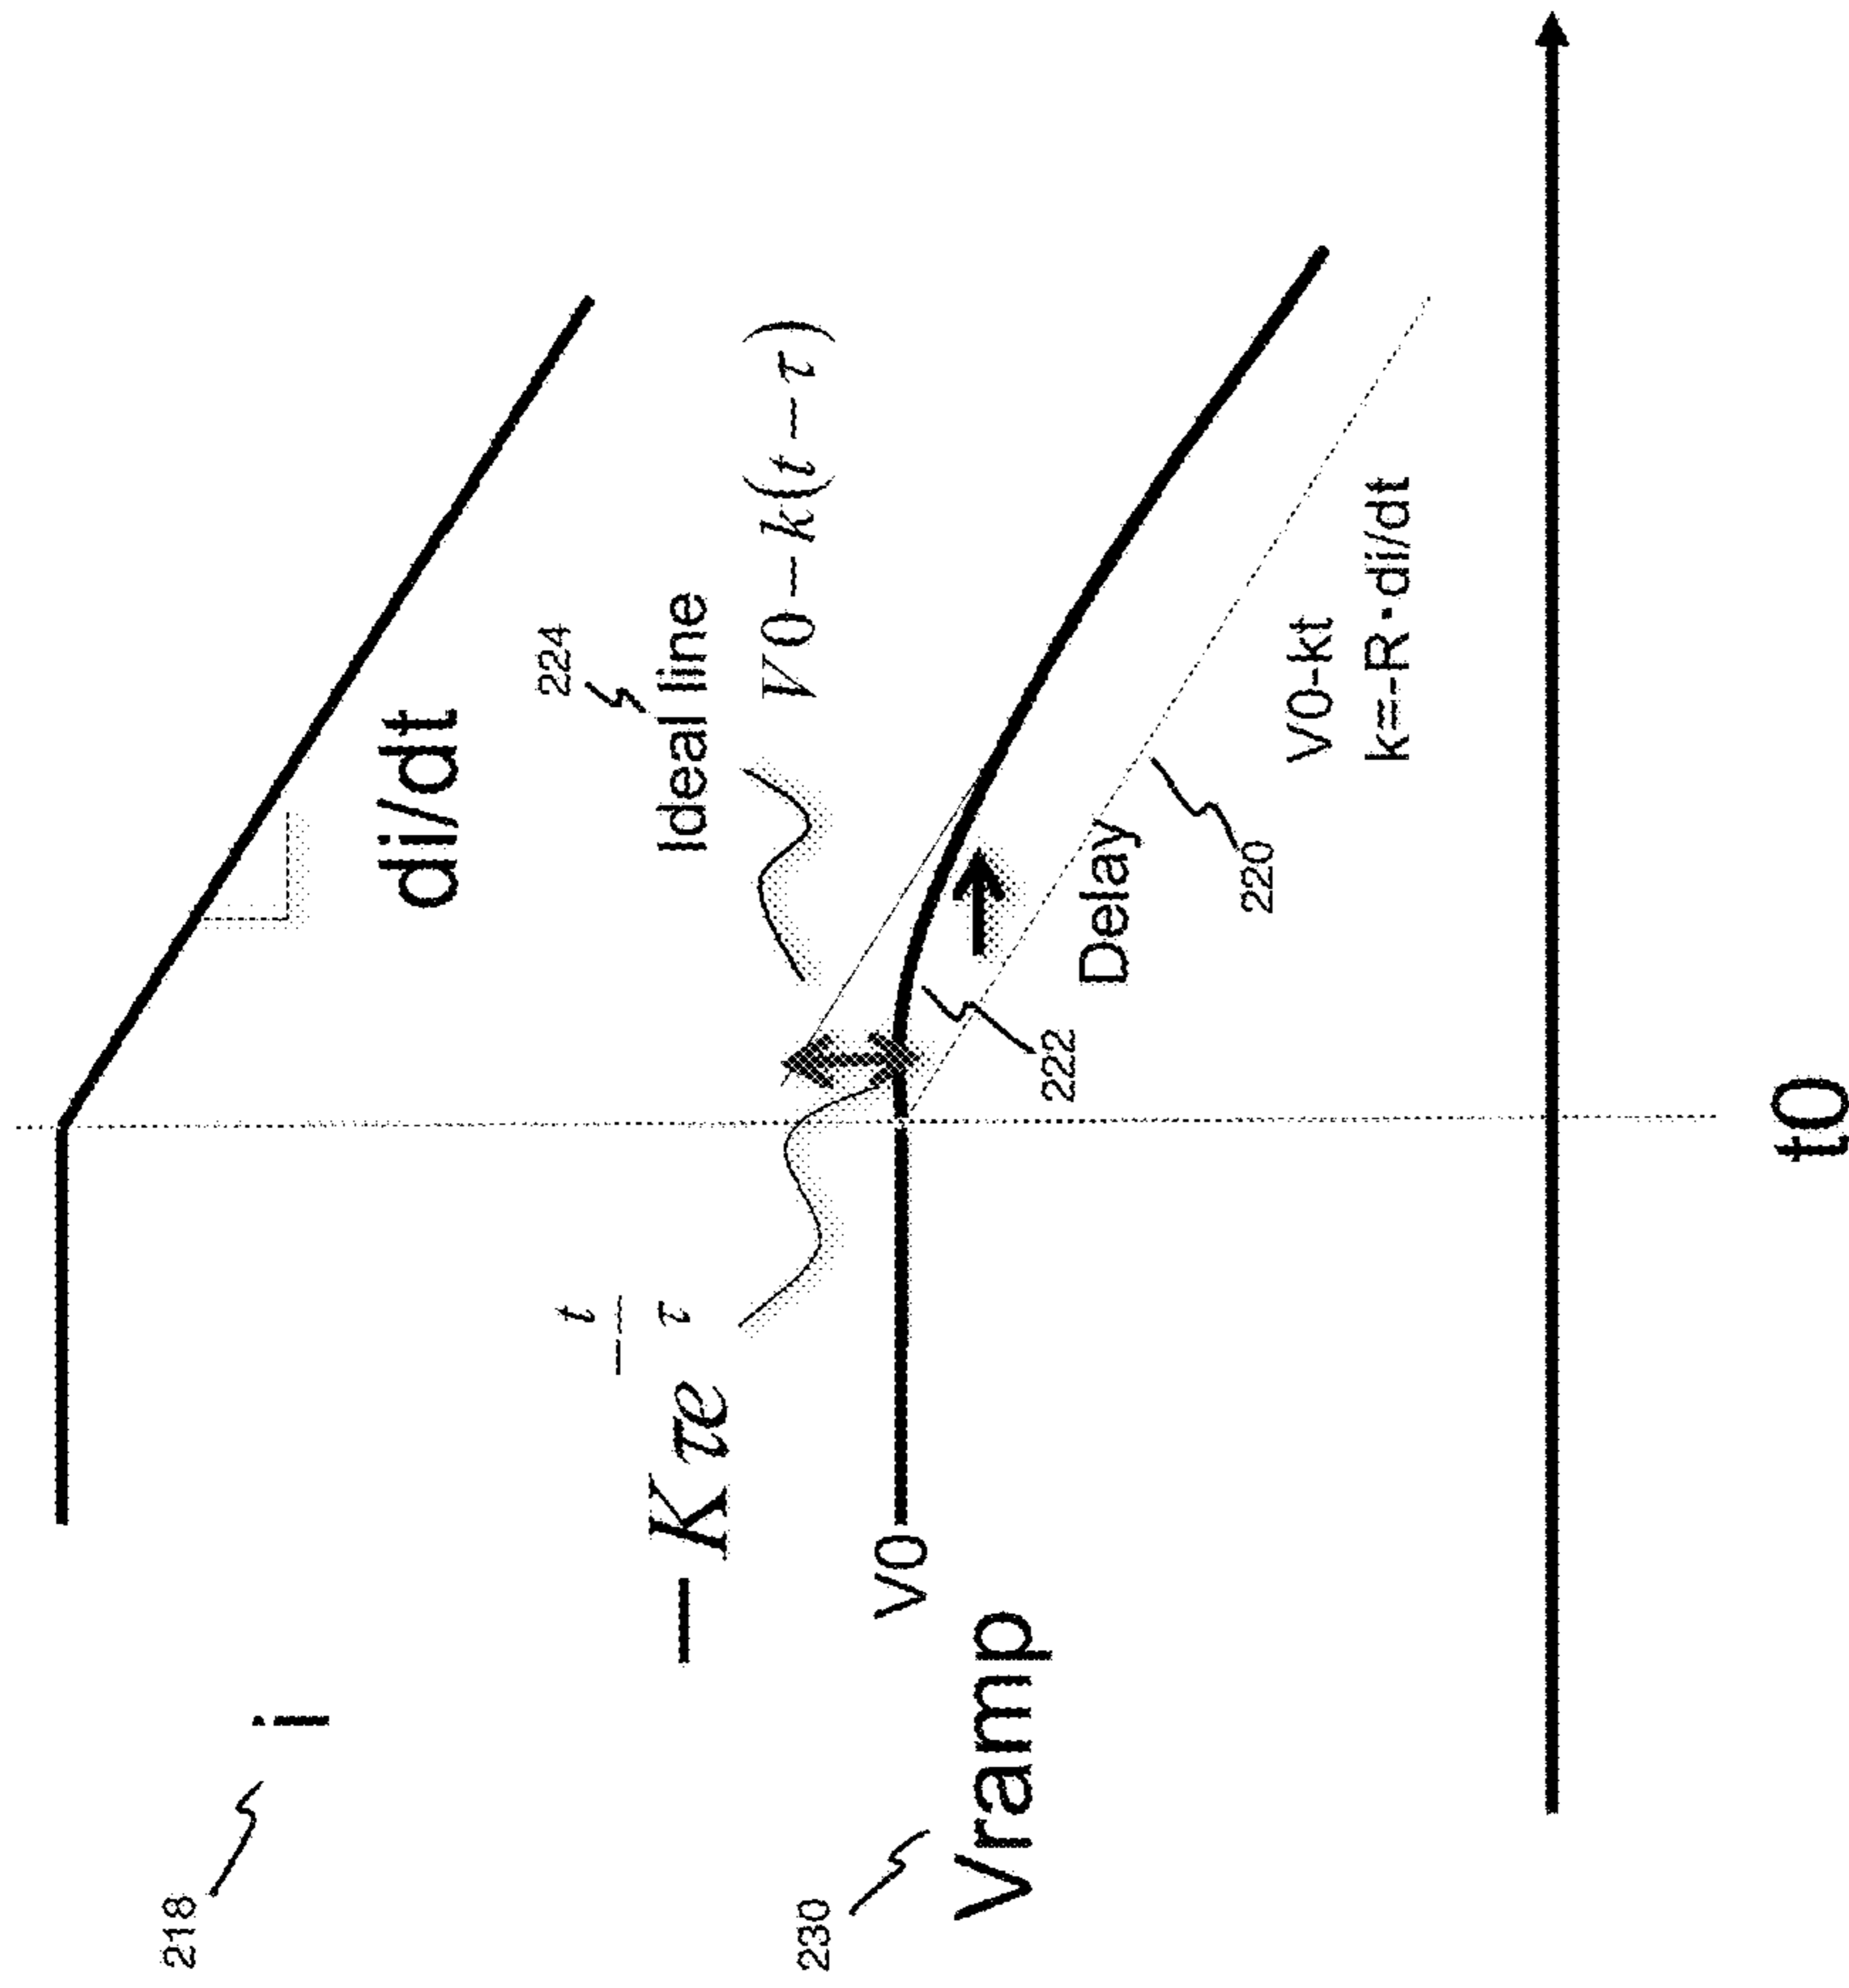 218
i
di/dt
224
Ideal line
V0−k(t−τ)
−Kτe^−t/τ
V0
230
Vramp
222
Delay
220
V0-kt
k=-R·di/dt
t0